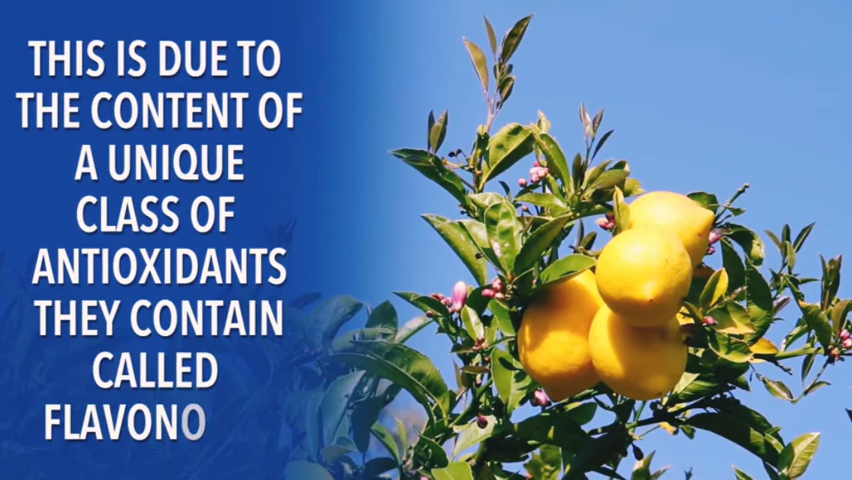 THIS IS DUE TO
THE CONTENT OF
A UNIQUE
CLASS OF
ANTIOXIDANTS
THEY CONTAIN
CALLED
FLAVONO